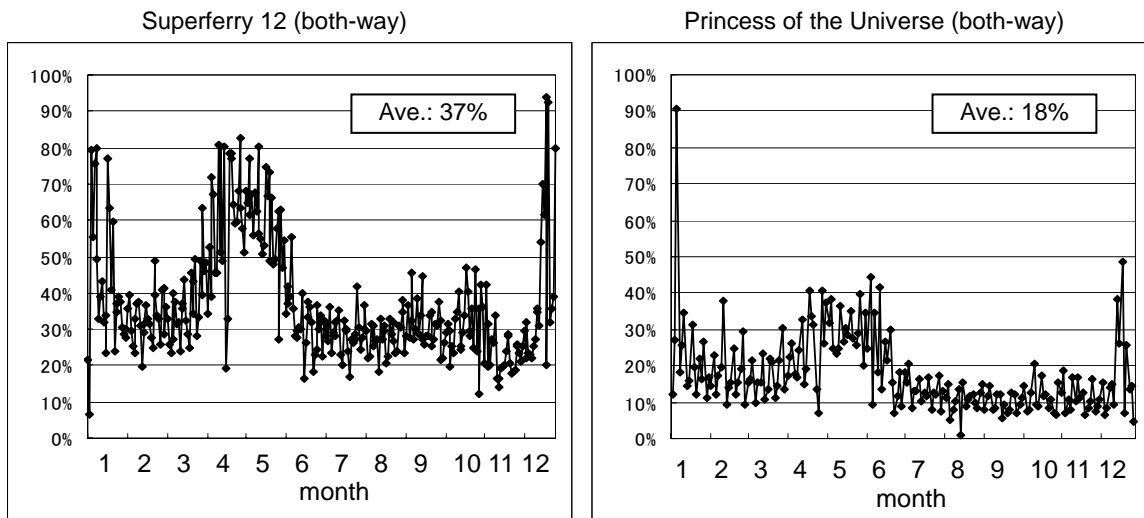 Superferry 12 (both-way)
100%
90%
80%
70%
60%
50%
40%
30%
20%
10%
0%
Ave.: 37%
1 2 3 4 5 6 7 8 9 10 11 12
month
Princess of the Universe (both-way)
100%
90%
80%
70%
60%
50%
40%
30%
20%
10%
0%
Ave.: 18%
1 2 3 4 5 6 7 8 9 10 11 12
month